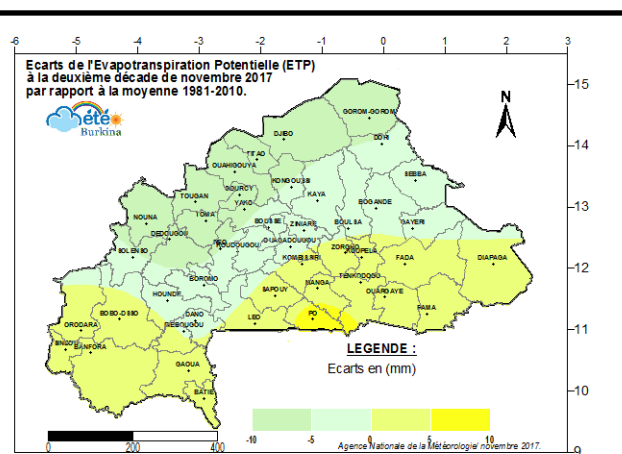 -6 -5 -4 -3 -2 -1 0 1 2 3
Ecarts de l'Evapotranspiration Potentielle (ETP)
à la deuxième décade de novembre 2017
par rapport à la moyenne 1981-2010.
été
Burkina
N
-15
-14
-13
-12
-11
-10
-9
GOROM-GOROM
DJIBO
DORI
TITAO
OUAHIGOUYA
SEBBA
KONGOUSSI
GOURCY
KAYA
TOUGAN
YAKO
BOGANDE
TOMA
NOUNA
BOUSSE
ZINIARE
BOULSA
GAYERI
DEDOUGOU
KOUDOUGOU
OUAGADOUGOU
ZORGHO
KOUPELA
SOLENZO
KOMBISSIRI
FADA
DIAPAGA
TENKODOGO
BOROMO
MANGA
SAPOUY
OUARGAYE
HOUNDE
PAMA
DANO
LEO
PO
BOBO-DSSO
DIEBOUGOU
ORODARA
BANFORA
GAOUA
BATIE
LEGENDE :
Ecarts en (mm)
-10 -5 0 5 10
0 200 400
Agence Nationale de la Météorologie/ novembre 2017.